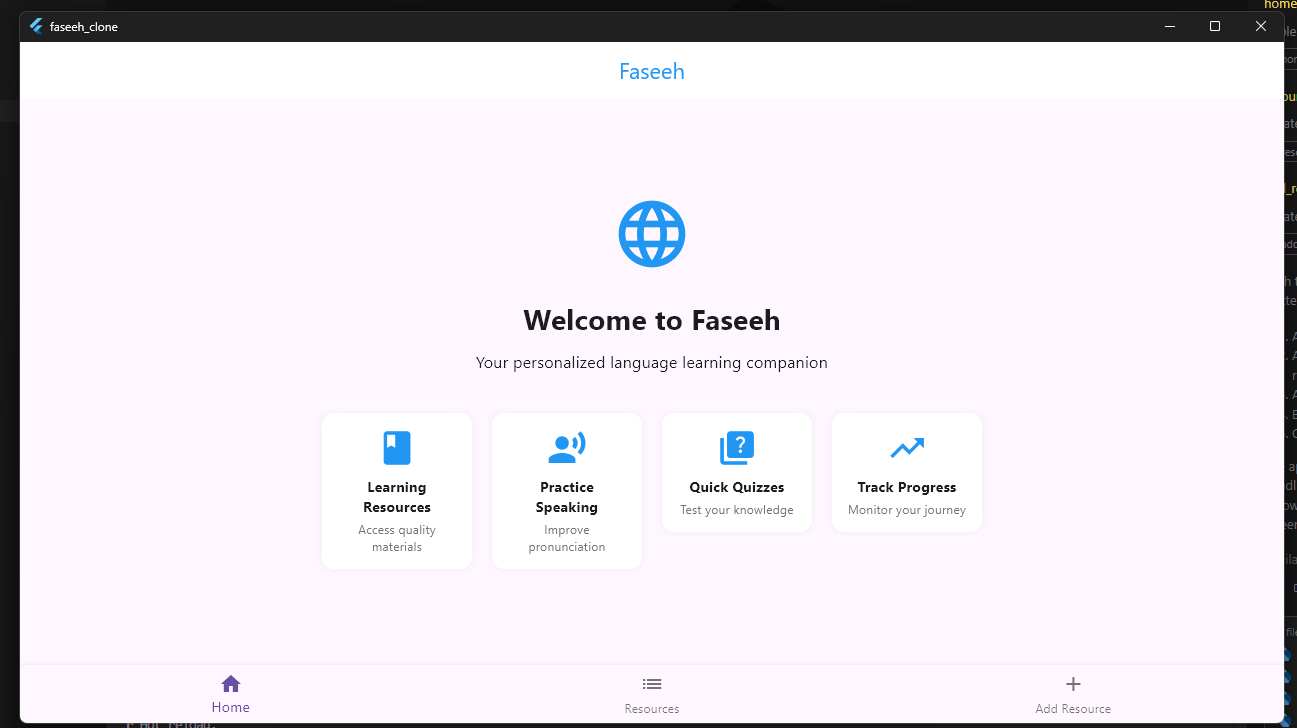 faseeh_clone
Faseeh
Welcome to Faseeh
Your personalized language learning companion
Learning
Resources
Access quality
materials
Practice
Speaking
Improve
pronunciation
Quick Quizzes
Test your knowledge
Track Progress
Monitor your journey
Home
Resources
Add Resource
home